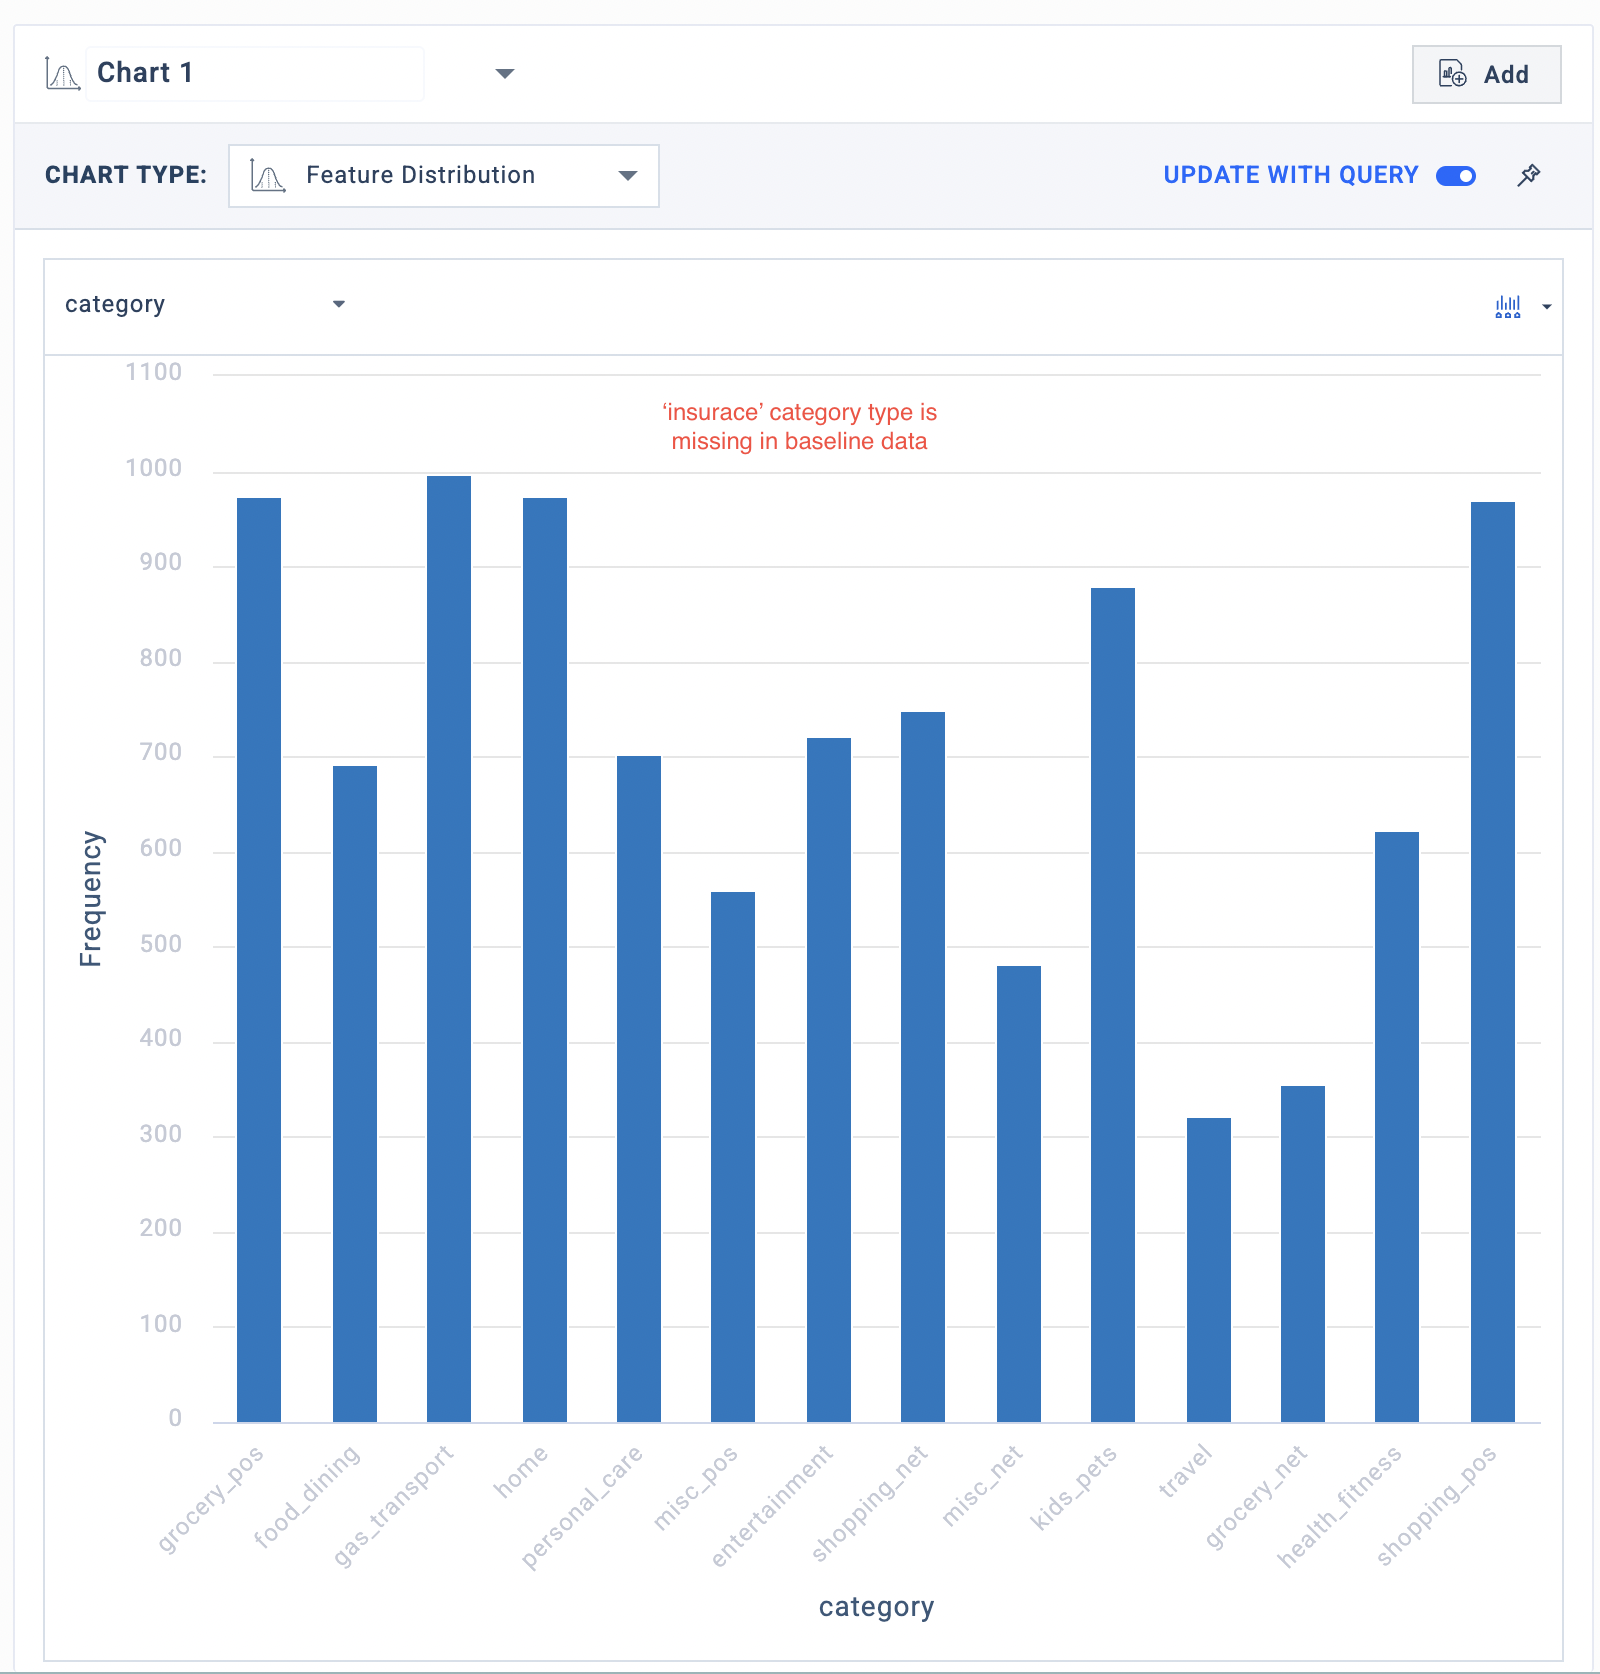 Chart 1
Add
CHART TYPE:
Feature Distribution
UPDATE WITH QUERY
category
‘insurace’ category type is
missing in baseline data
1100
1000
900
800
700
600
500
400
300
200
100
0
Frequency
grocery_pos
food_dining
gas_transport
home
personal_care
misc_pos
entertainment
shopping_net
misc_net
kids_pets
travel
grocery_net
health_fitness
shopping_pos
category